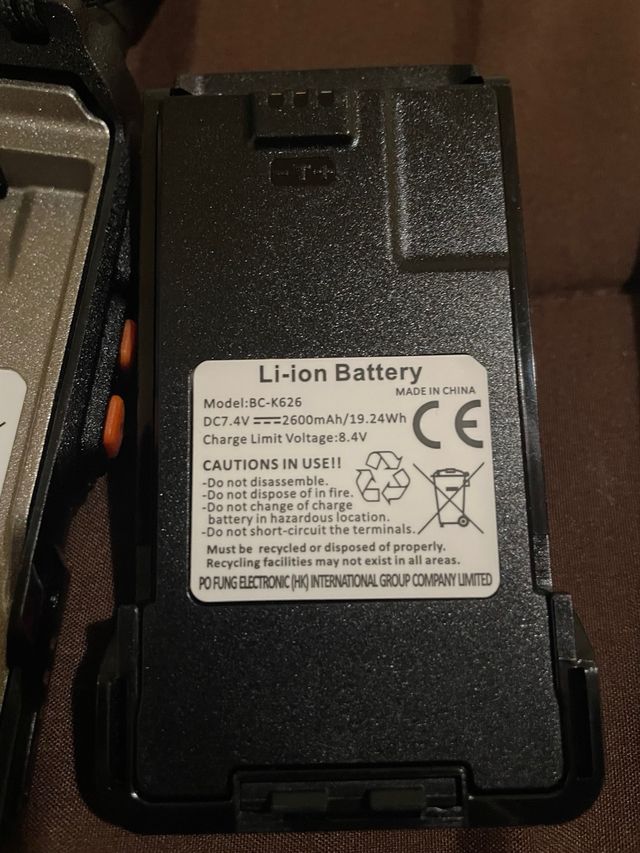 - T +
Li-ion Battery
MADE IN CHINA
Model:BC-K626
DC7.4V ⎓2600mAh/19.24Wh
Charge Limit Voltage:8.4V
CE
CAUTIONS IN USE!!
-Do not disassemble.
-Do not dispose of in fire.
-Do not change of charge
battery in hazardous location.
-Do not short-circuit the terminals.
Must be recycled or disposed of properly.
Recycling facilities may not exist in all areas.
PO FUNG ELECTRONIC (HK) INTERNATIONAL GROUP COMPANY LIMITED